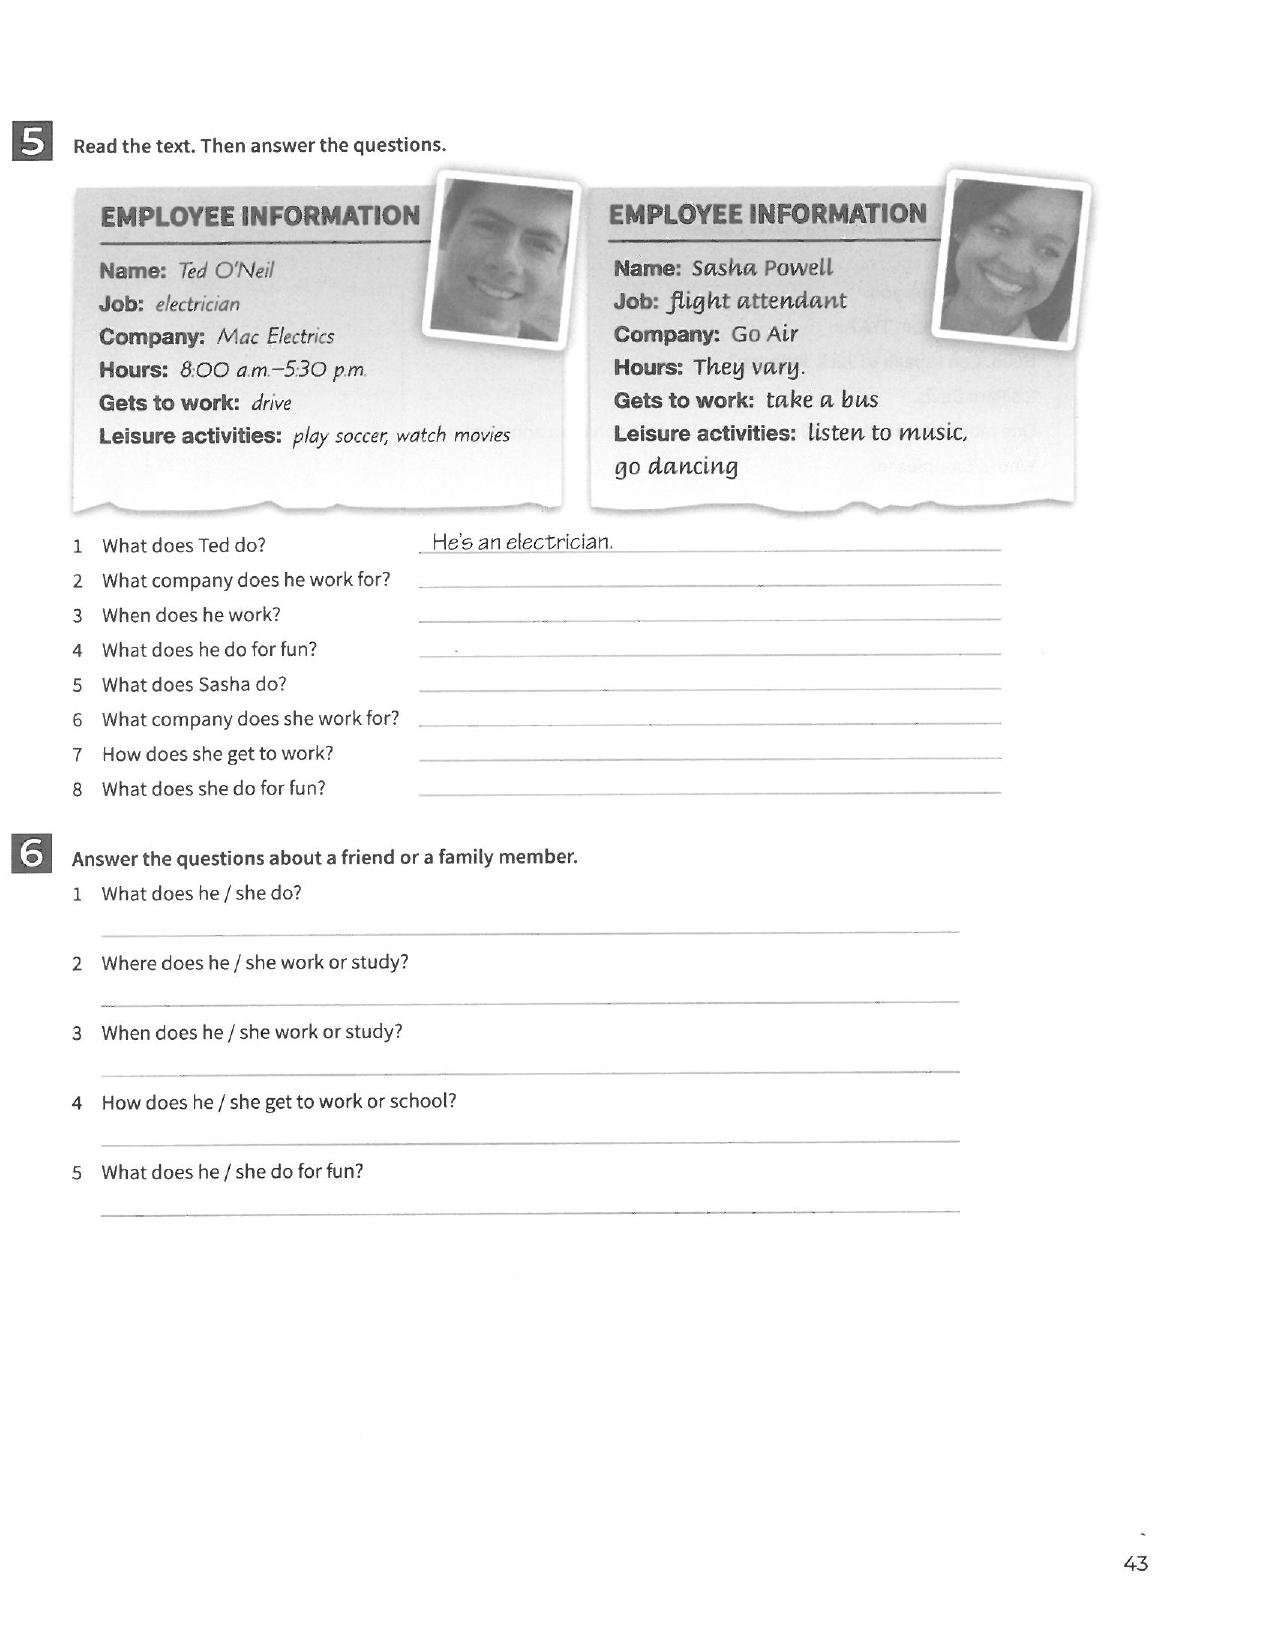 5 Read the text. Then answer the questions.
EMPLOYEE INFORMATION
Name: Ted O'Neil
Job: electrician
Company: Mac Electrics
Hours: 8:00 a.m.–5:30 p.m.
Gets to work: drive
Leisure activities: play soccer, watch movies
EMPLOYEE INFORMATION
Name: Sasha Powell
Job: flight attendant
Company: Go Air
Hours: They vary.
Gets to work: take a bus
Leisure activities: listen to music,
go dancing
1 What does Ted do? He's an electrician.
2 What company does he work for?
3 When does he work?
4 What does he do for fun?
5 What does Sasha do?
6 What company does she work for?
7 How does she get to work?
8 What does she do for fun?
6 Answer the questions about a friend or a family member.
1 What does he / she do?
2 Where does he / she work or study?
3 When does he / she work or study?
4 How does he / she get to work or school?
5 What does he / she do for fun?
43